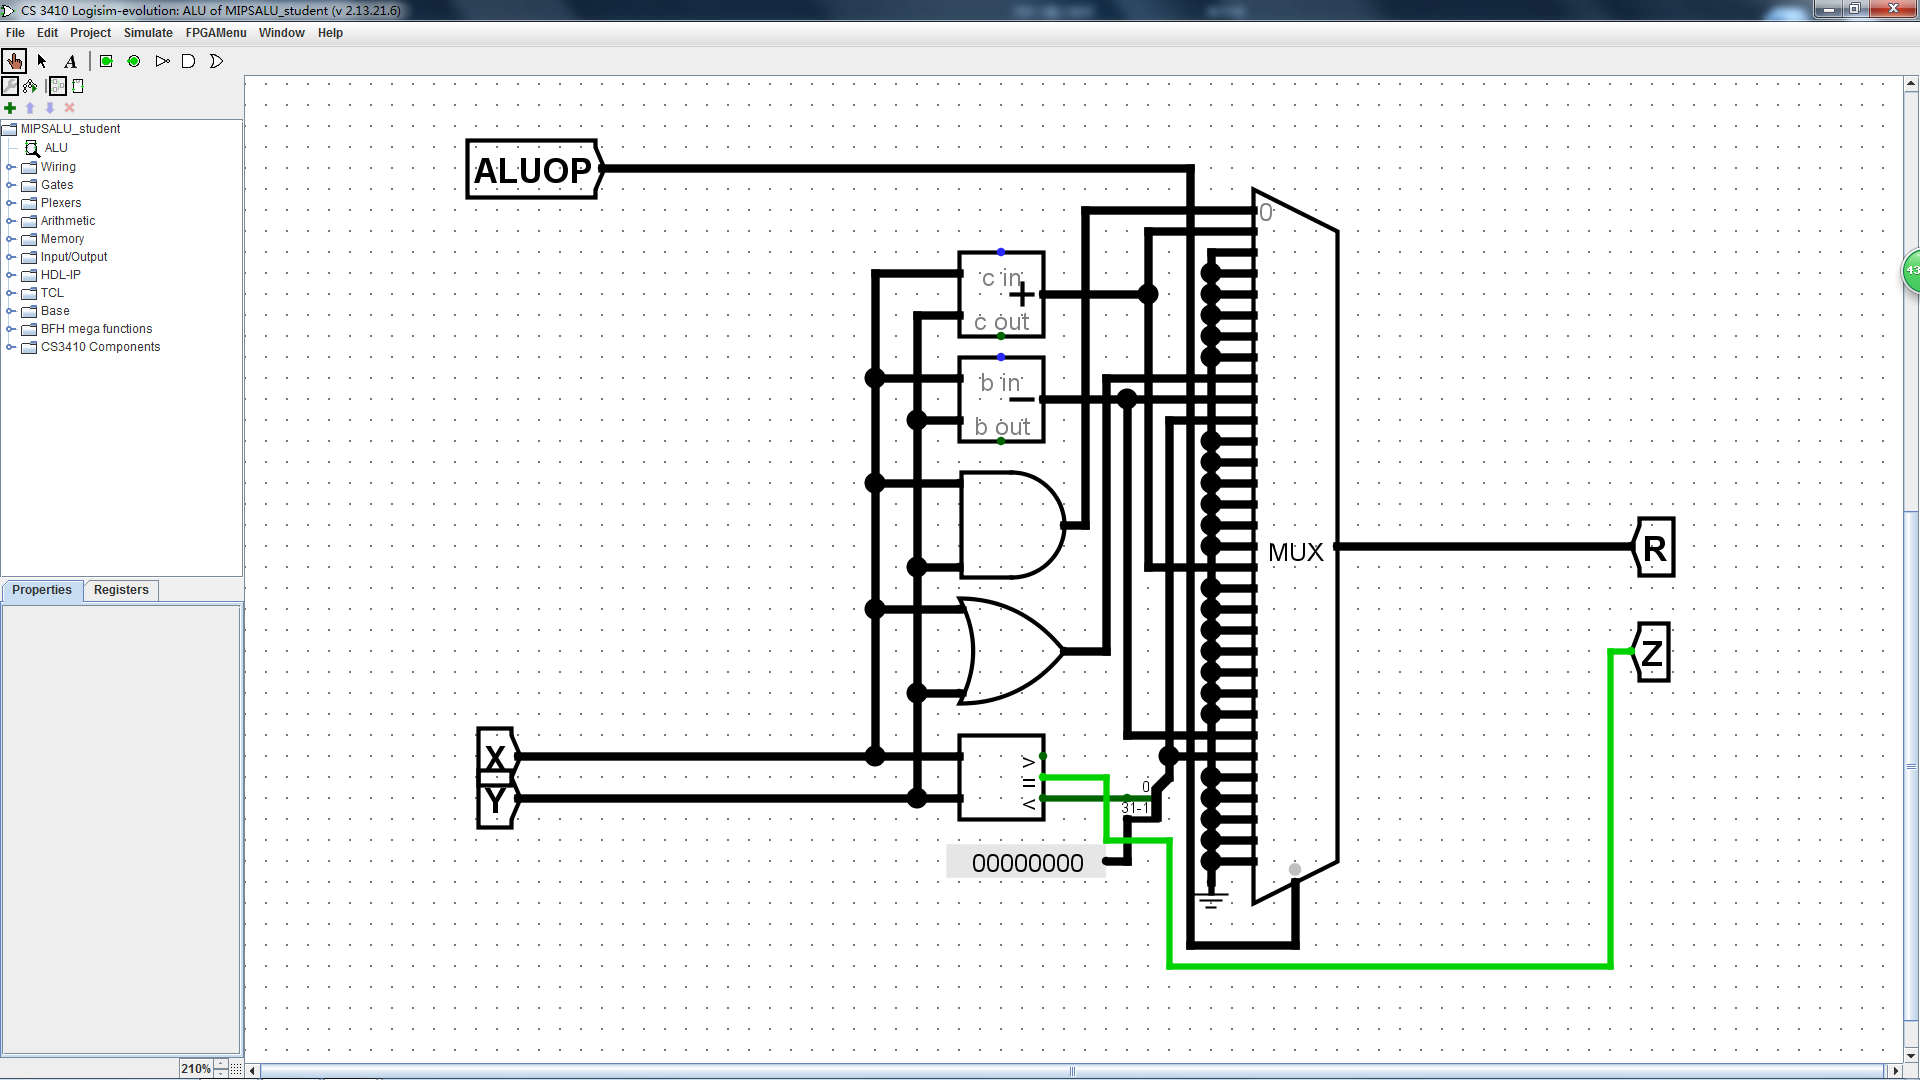 CS 3410 Logisim-evolution: ALU of MIPSALU_student (v 2.13.21.6)
File Edit Project Simulate FPGAMenu Window Help
A
MIPSALU_student
ALU
Wiring
Gates
Plexers
Arithmetic
Memory
Input/Output
HDL-IP
TCL
Base
BFH mega functions
CS3410 Components
Properties Registers
210%
ALUOP
0
c in
+
c out
b in
−
b out
MUX
R
Z
X
Y
>
=
<
0
31-1
00000000
43